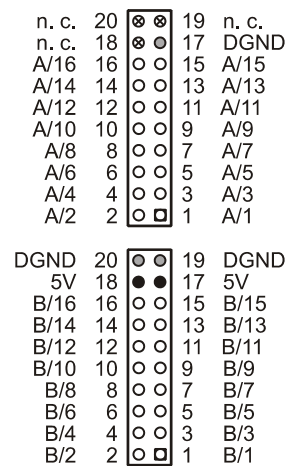 n. c. 20 19 n. c.
n. c. 18 17 DGND
A/16 16 15 A/15
A/14 14 13 A/13
A/12 12 11 A/11
A/10 10 9 A/9
A/8 8 7 A/7
A/6 6 5 A/5
A/4 4 3 A/3
A/2 2 1 A/1
DGND 20 19 DGND
5V 18 17 5V
B/16 16 15 B/15
B/14 14 13 B/13
B/12 12 11 B/11
B/10 10 9 B/9
B/8 8 7 B/7
B/6 6 5 B/5
B/4 4 3 B/3
B/2 2 1 B/1